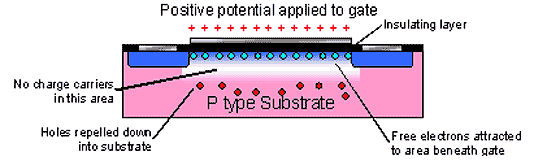 Positive potential applied to gate
+ + + + + + + + + + + +
Insulating layer
No charge carriers
in this area
P type Substrate
Holes repelled down
into substrate
Free electrons attracted
to area beneath gate